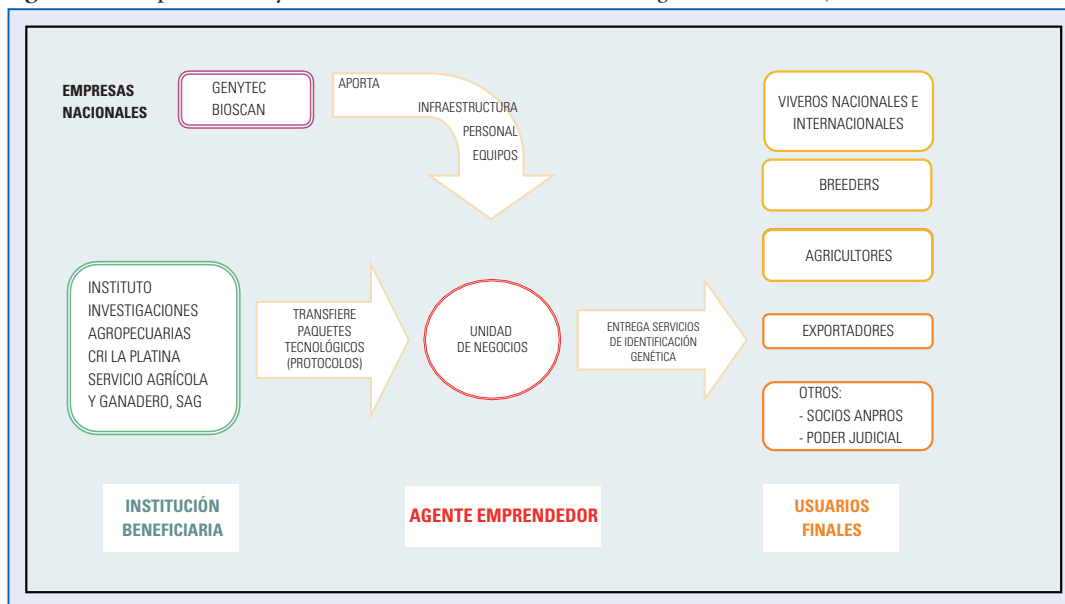 EMPRESAS
NACIONALES
GENYTEC
BIOSCAN
APORTA
INFRAESTRUCTURA
PERSONAL
EQUIPOS
VIVEROS NACIONALES E
INTERNACIONALES
BREEDERS
AGRICULTORES
EXPORTADORES
OTROS:
- SOCIOS ANPROS
- PODER JUDICIAL
INSTITUTO
INVESTIGACIONES
AGROPECUARIAS
CRI LA PLATINA
SERVICIO AGRÍCOLA
Y GANADERO, SAG
TRANSFIERE
PAQUETES
TECNOLÓGICOS
(PROTOCOLOS)
UNIDAD
DE NEGOCIOS
ENTREGA SERVICIOS
DE IDENTIFICACIÓN
GENÉTICA
INSTITUCIÓN
BENEFICIARIA
AGENTE EMPRENDEDOR
USUARIOS
FINALES